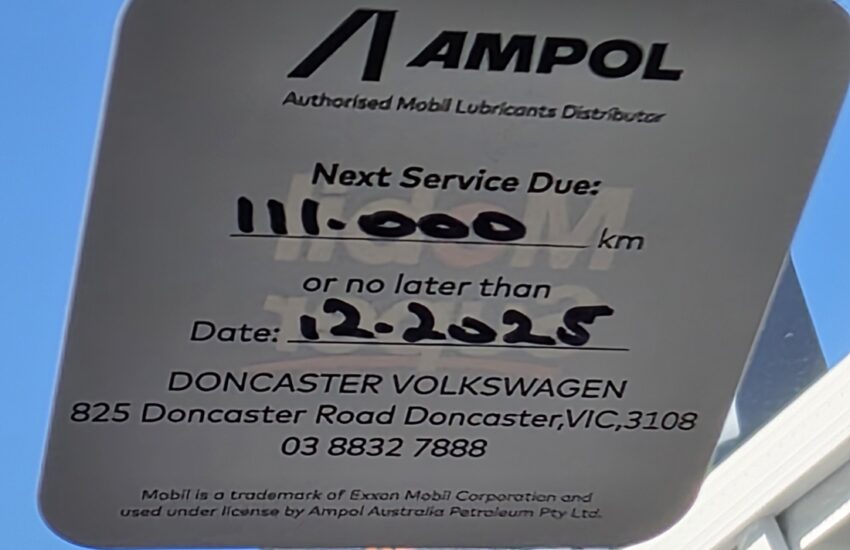 AMPOL
Authorised Mobil Lubricants Distributor
Next Service Due:
111.000 km
or no later than
Date: 12-2025
DONCASTER VOLKSWAGEN
825 Doncaster Road Doncaster,VIC,3108
03 8832 7888
Mobil is a trademark of Exxon Mobil Corporation and
used under license by Ampol Australia Petroleum Pty Ltd.
Mobil
Super